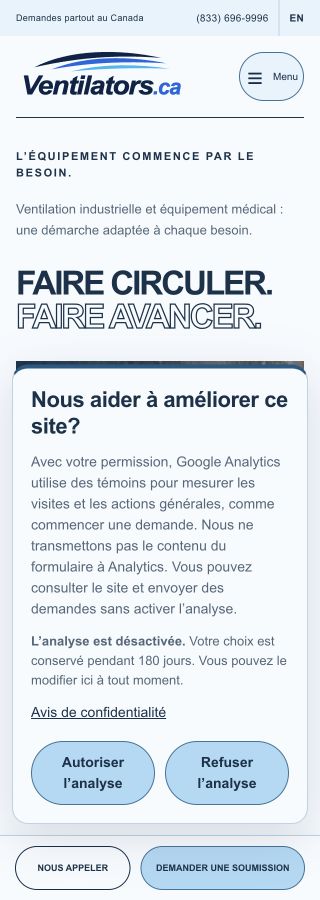 Demandes partout au Canada
(833) 696-9996
EN
Ventilators.ca
Menu
L'ÉQUIPEMENT COMMENCE PAR LE
BESOIN.
Ventilation industrielle et équipement médical :
une démarche adaptée à chaque besoin.
FAIRE CIRCULER.
FAIRE AVANCER.
Nous aider à améliorer ce
site?
Avec votre permission, Google Analytics
utilise des témoins pour mesurer les
visites et les actions générales, comme
commencer une demande. Nous ne
transmettons pas le contenu du
formulaire à Analytics. Vous pouvez
consulter le site et envoyer des
demandes sans activer l'analyse.
L'analyse est désactivée. Votre choix est
conservé pendant 180 jours. Vous pouvez le
modifier ici à tout moment.
Avis de confidentialité
Autoriser
l'analyse
Refuser
l'analyse
NOUS APPELER
DEMANDER UNE SOUMISSION